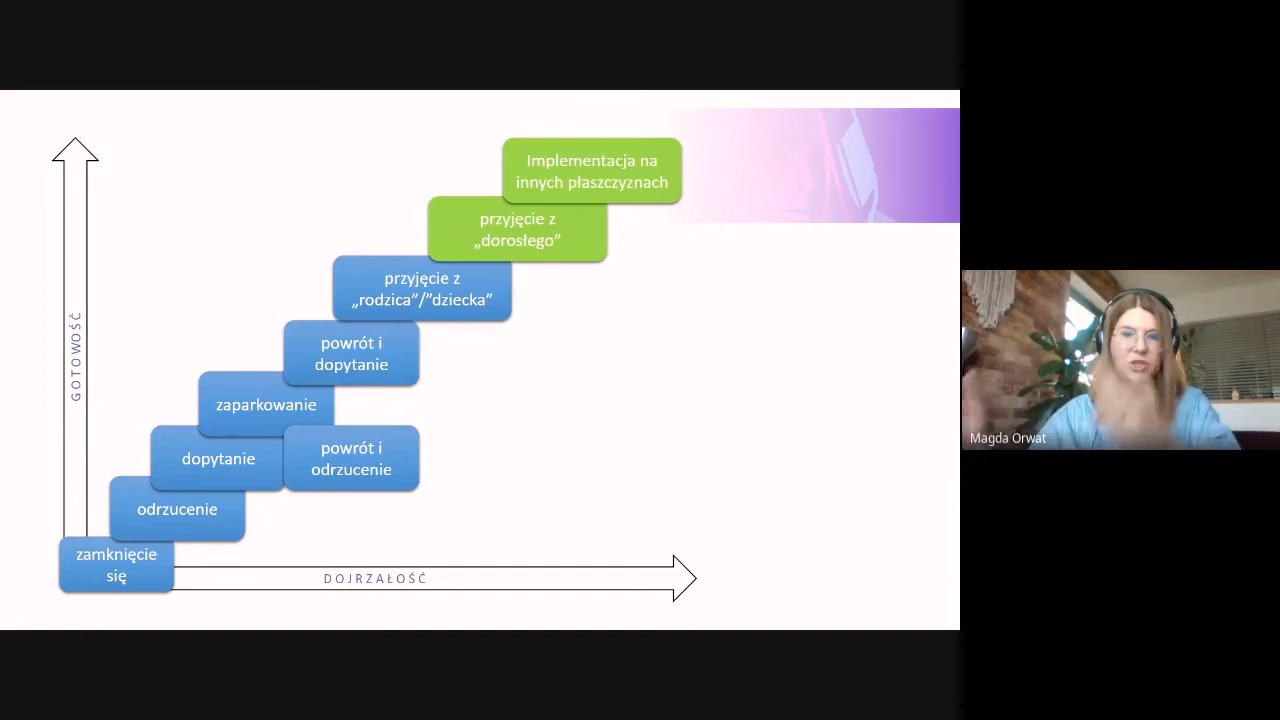 Implementacja na
innych płaszczyznach
przyjęcie z
„dorosłego”
przyjęcie z
„rodzica”/”dziecka”
powrót i
dopytanie
zaparkowanie
dopytanie
powrót i
odrzucenie
odrzucenie
zamknięcie
się
GOTOWOŚĆ
DOJRZAŁOŚĆ
Magda Orwat